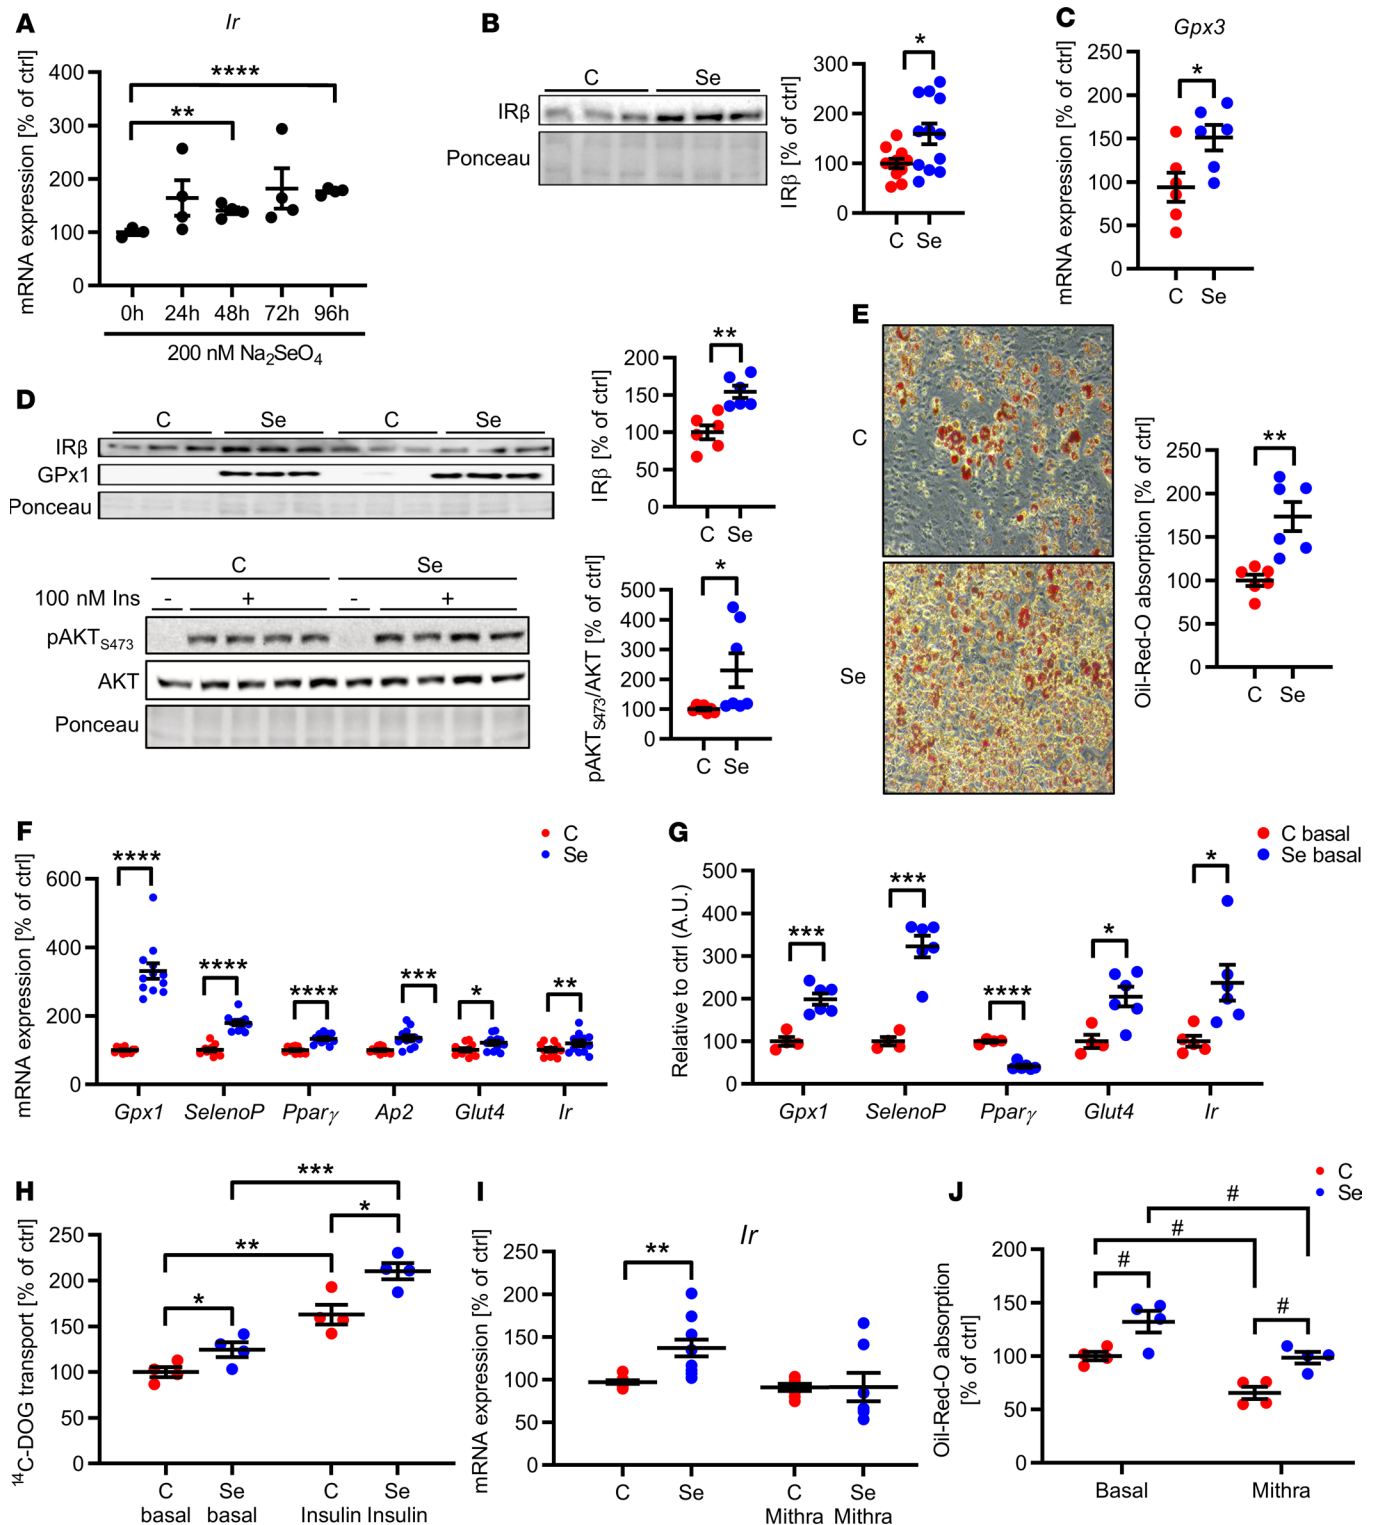 A
Ir
mRNA expression [% of ctrl]
400
300
200
100
0
****
**
0h 24h 48h 72h 96h
200 nM Na₂SeO₄
B
C Se
IRβ
Ponceau
IRβ [% of ctrl]
300
200
100
0
*
C Se
C
Gpx3
mRNA expression [% of ctrl]
250
200
150
100
50
0
*
C Se
D
C Se C Se
IRβ
GPx1
Ponceau
IRβ [% of ctrl]
200
150
100
50
0
**
C Se
C Se
100 nM Ins - + - +
pAKT S473
AKT
Ponceau
pAKT S473/AKT [% of ctrl]
500
400
300
200
100
0
*
C Se
E
C
Se
Oil-Red-O absorption [% of ctrl]
250
200
150
100
50
0
**
C Se
F
C
Se
mRNA expression [% of ctrl]
600
400
200
0
**** **** **** *** * **
Gpx1 SelenoP Pparγ Ap2 Glut4 Ir
G
C basal
Se basal
Relative to ctrl (A.U.)
500
400
300
200
100
0
*** *** **** * *
Gpx1 SelenoP Pparγ Glut4 Ir
H
¹⁴C-DOG transport [% of ctrl]
250
200
150
100
50
0
***
*
**
*
C Se C Se
basal basal Insulin Insulin
I
Ir
mRNA expression [% of ctrl]
250
200
150
100
50
0
**
C Se C Se
Mithra Mithra
J
C
Se
Oil-Red-O absorption
[% of ctrl]
200
150
100
50
0
#
#
#
#
Basal Mithra